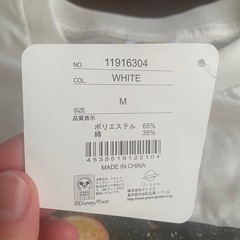 NO. 11916304
COL. WHITE
SIZE M
品質表示
ポリエステル 65%
綿 35%
4535519122104
MADE IN CHINA
©Disney/Pixar